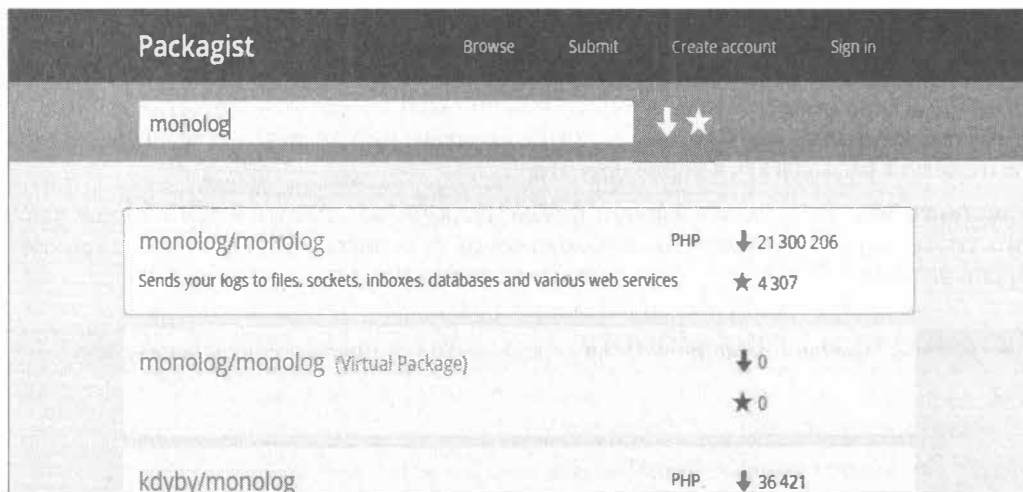 Packagist Browse Submit Create account Sign in
monolog
monolog/monolog PHP 21 300 206
Sends your logs to files, sockets, inboxes, databases and various web services 4 307
monolog/monolog (Virtual Package) 0
0
kdyby/monolog PHP 36 421